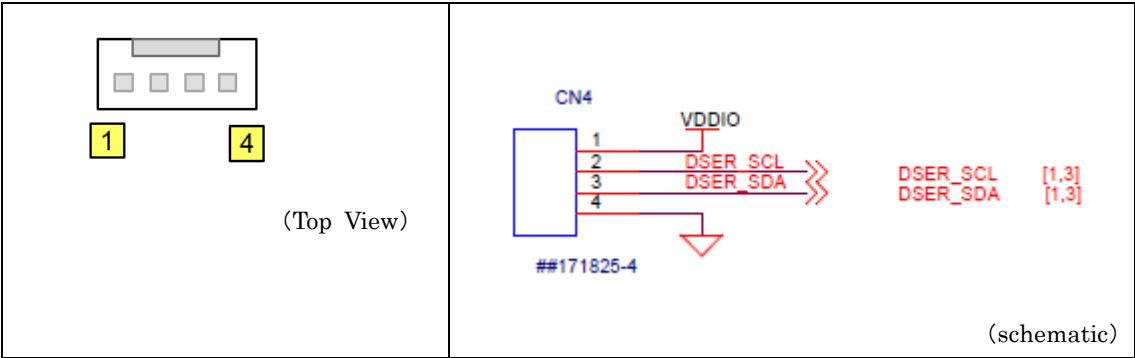 1
4
(Top View)
CN4
VDDIO
1
2 DSER_SCL
3 DSER_SDA
4
DSER_SCL [1,3]
DSER_SDA [1,3]
##171825-4
(schematic)